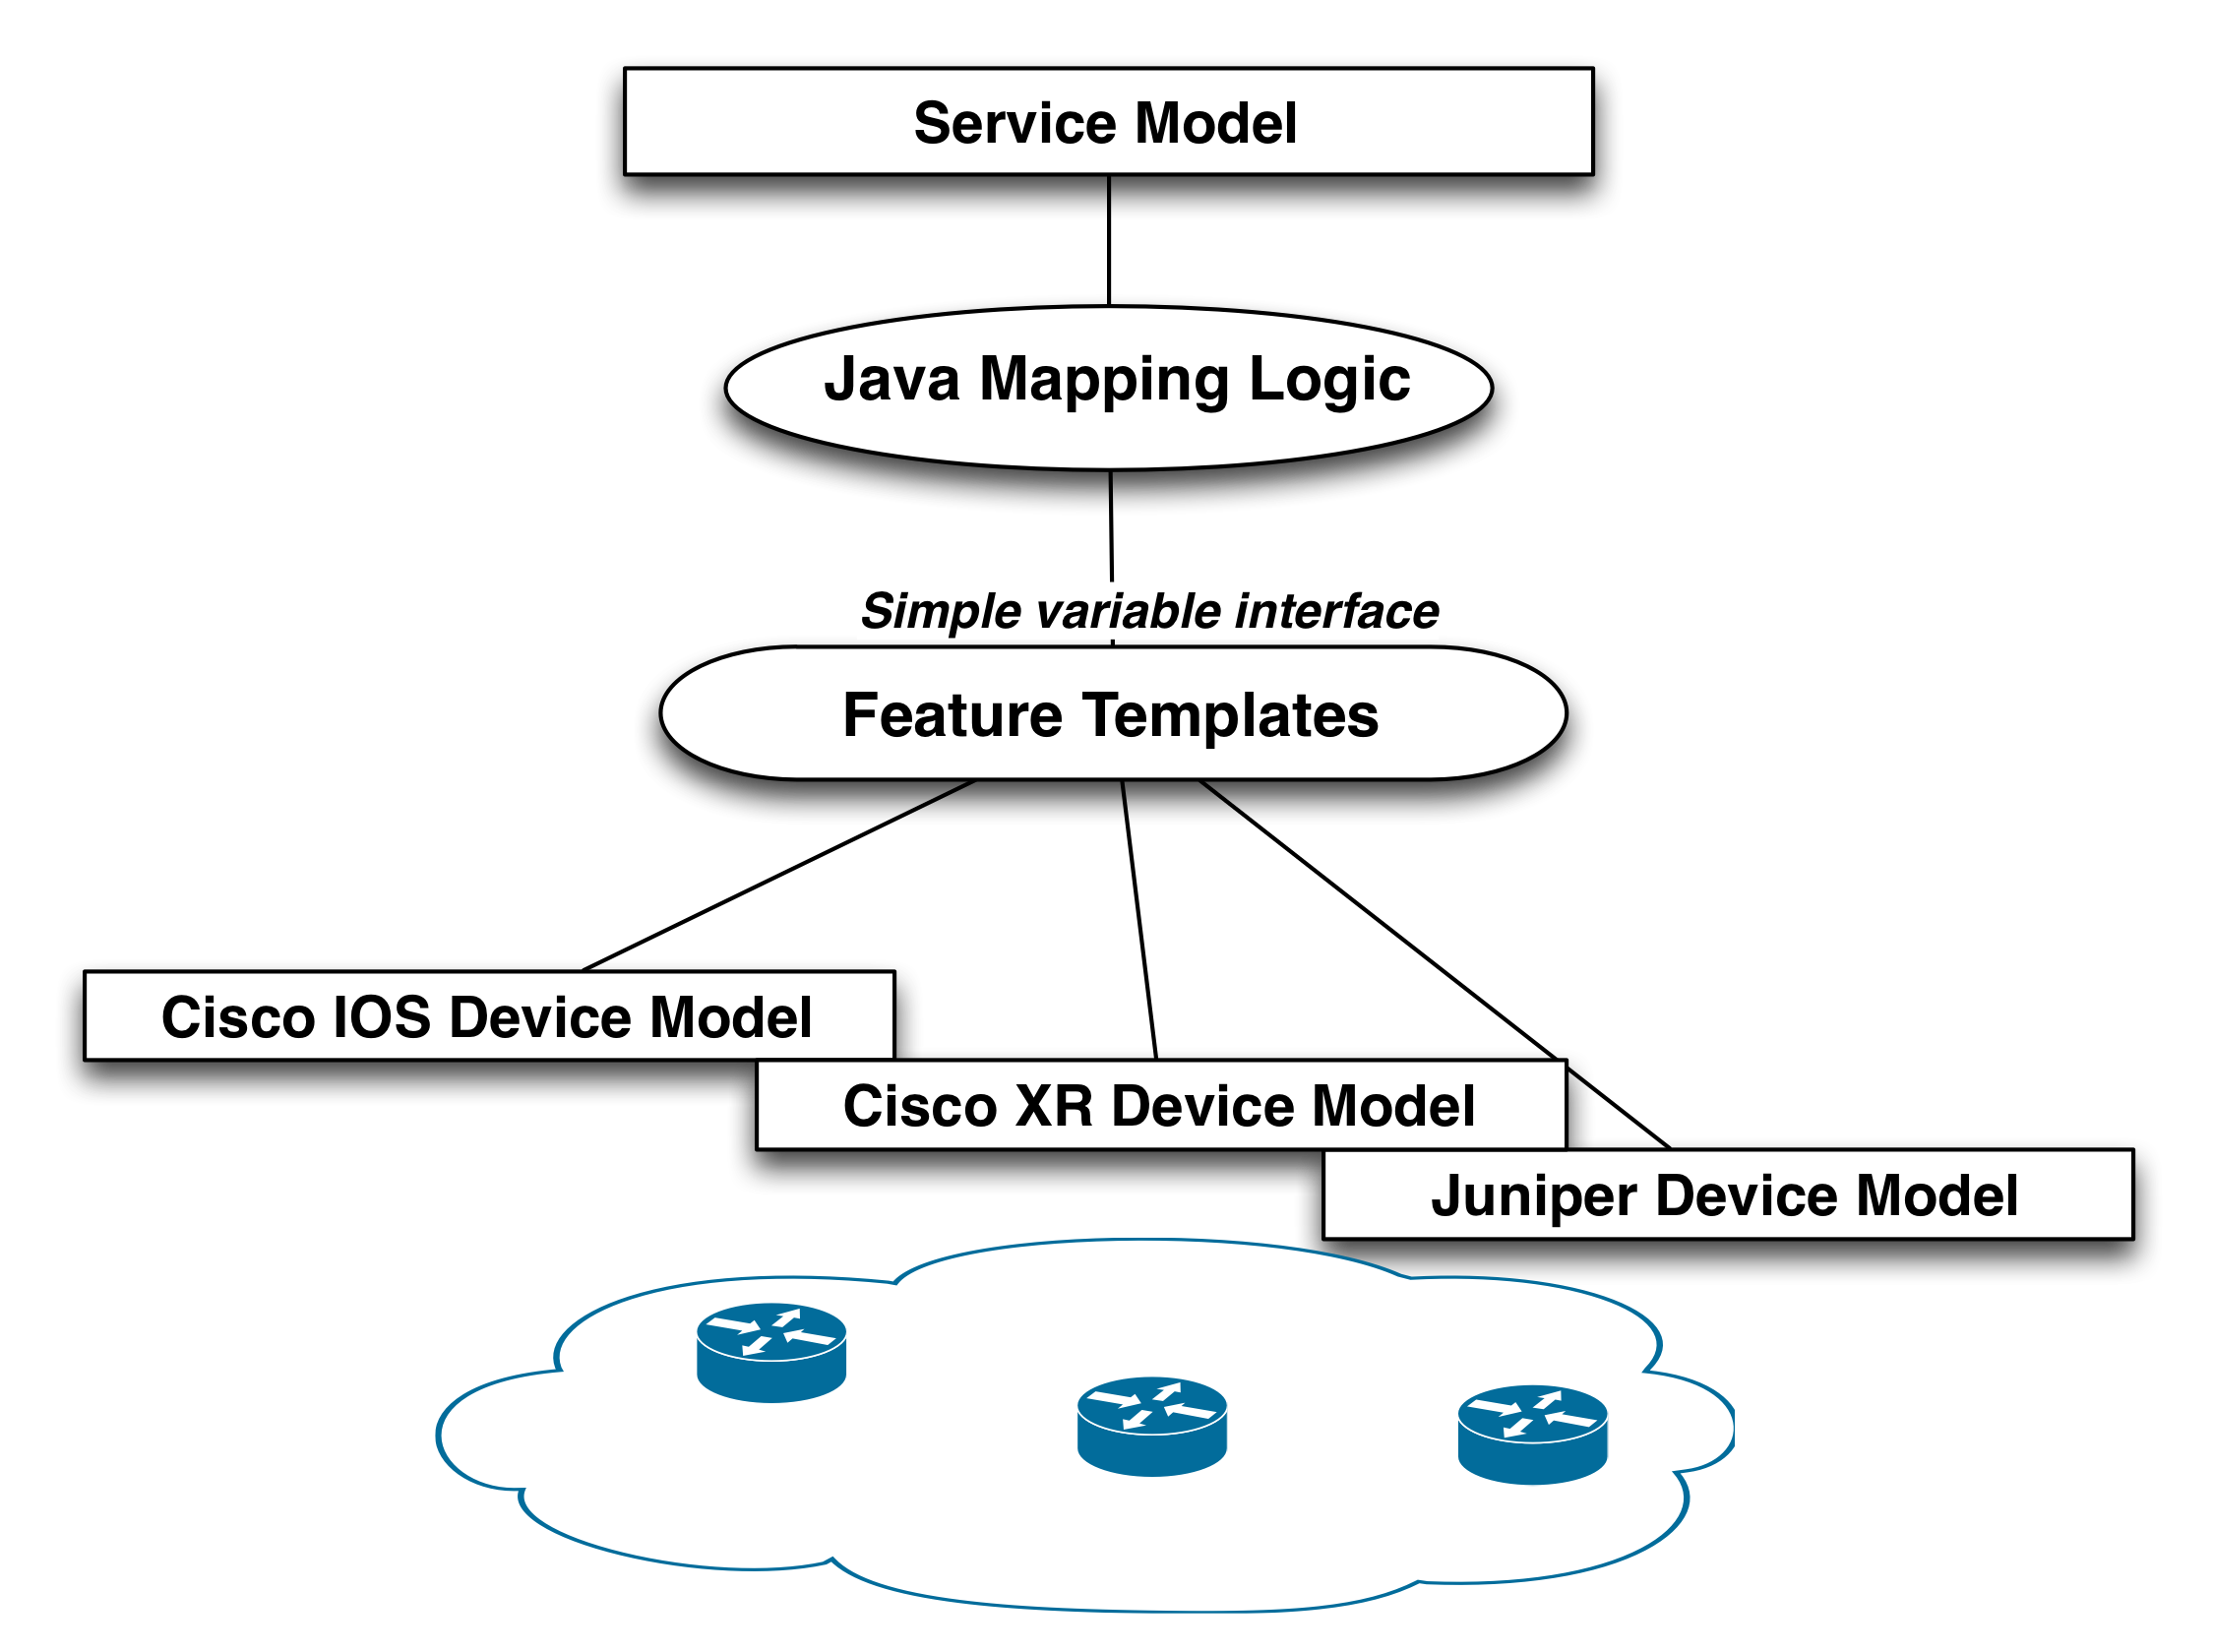 Service Model
Java Mapping Logic
Simple variable interface
Feature Templates
Cisco IOS Device Model
Cisco XR Device Model
Juniper Device Model